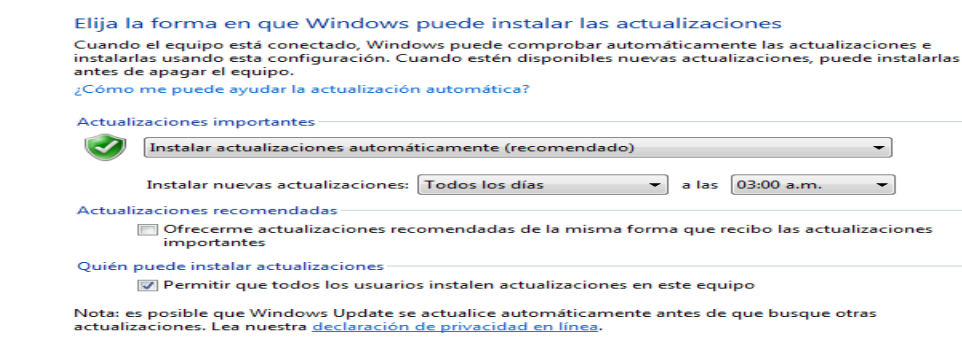 Elija la forma en que Windows puede instalar las actualizaciones
Cuando el equipo está conectado, Windows puede comprobar automáticamente las actualizaciones e
instalarlas usando esta configuración. Cuando estén disponibles nuevas actualizaciones, puede instalarlas
antes de apagar el equipo.
¿Cómo me puede ayudar la actualización automática?
Actualizaciones importantes
Instalar actualizaciones automáticamente (recomendado)
Instalar nuevas actualizaciones: Todos los días a las 03:00 a.m.
Actualizaciones recomendadas
Ofrecerme actualizaciones recomendadas de la misma forma que recibo las actualizaciones
importantes
Quién puede instalar actualizaciones
Permitir que todos los usuarios instalen actualizaciones en este equipo
Nota: es posible que Windows Update se actualice automáticamente antes de que busque otras
actualizaciones. Lea nuestra declaración de privacidad en línea.